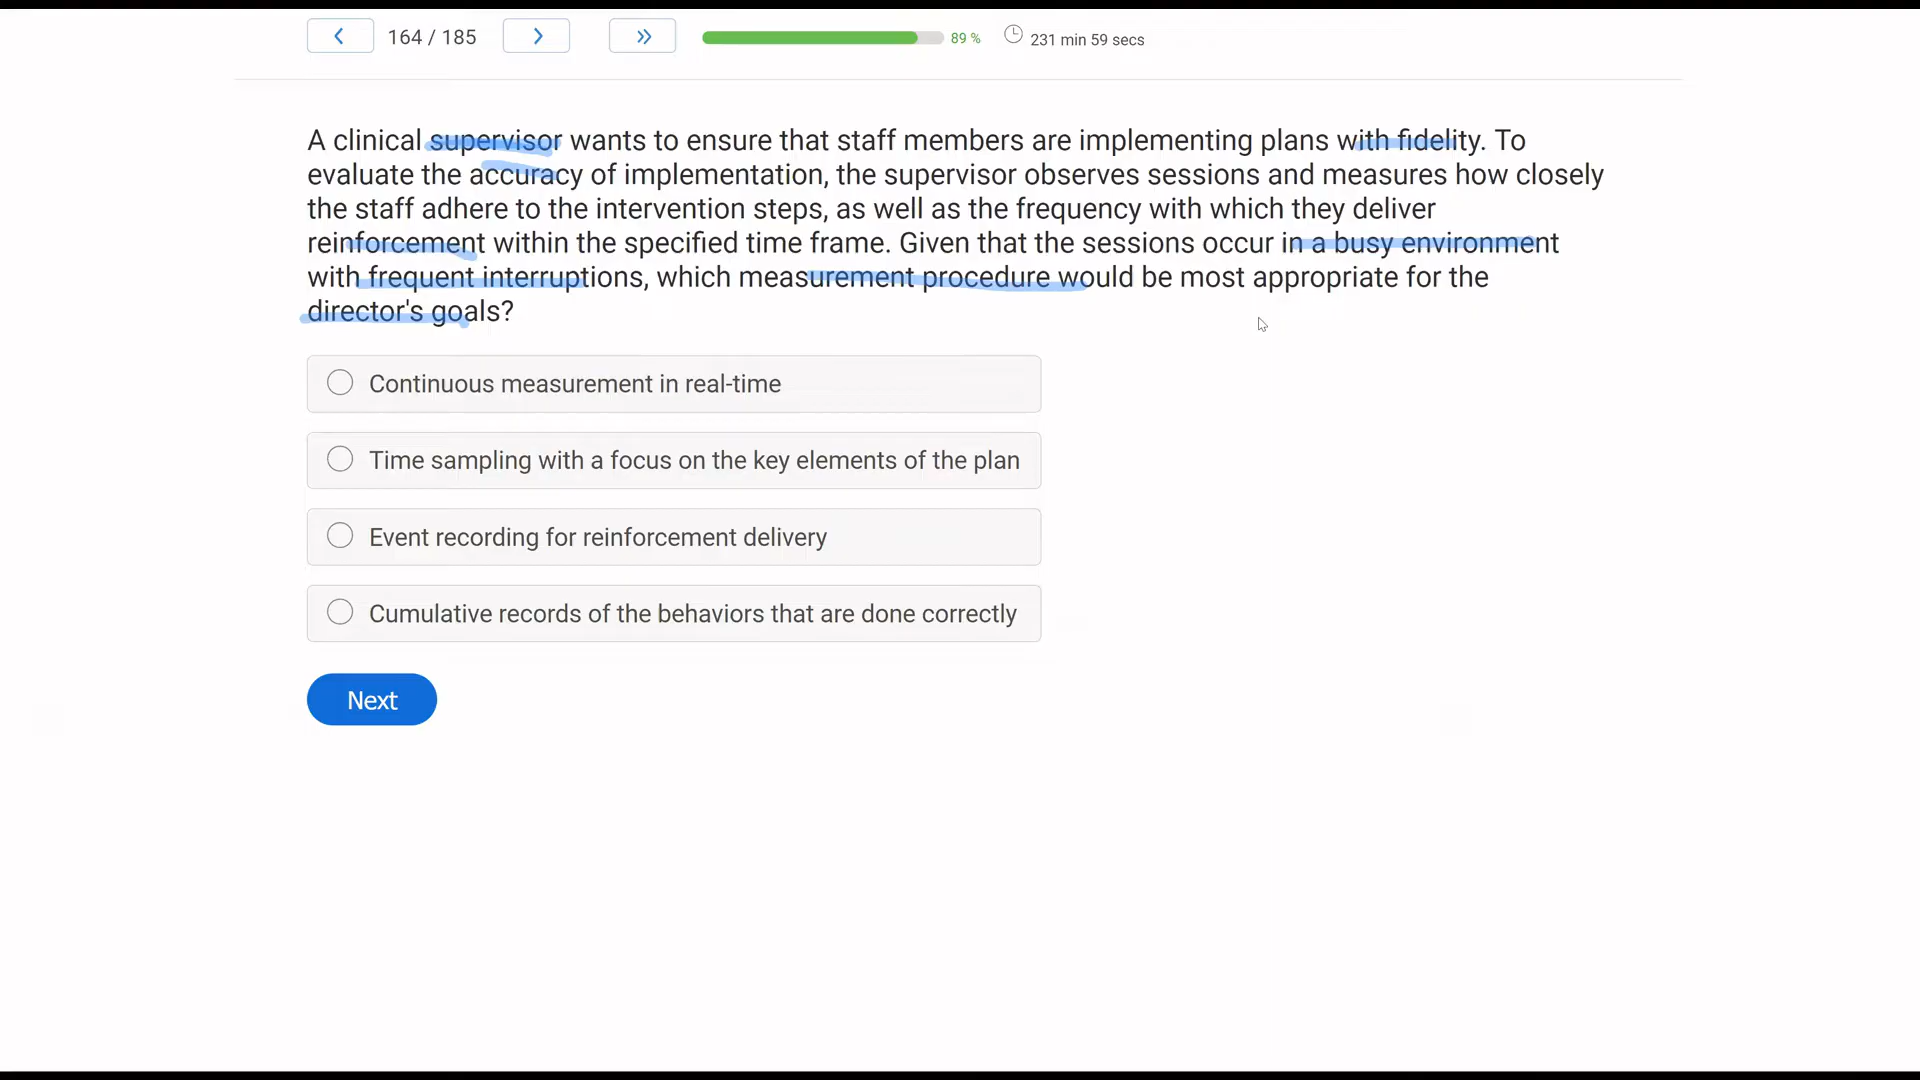 164 / 185
89 %
231 min 59 secs
A clinical supervisor wants to ensure that staff members are implementing plans with fidelity. To
evaluate the accuracy of implementation, the supervisor observes sessions and measures how closely
the staff adhere to the intervention steps, as well as the frequency with which they deliver
reinforcement within the specified time frame. Given that the sessions occur in a busy environment
with frequent interruptions, which measurement procedure would be most appropriate for the
director's goals?
Continuous measurement in real-time
Time sampling with a focus on the key elements of the plan
Event recording for reinforcement delivery
Cumulative records of the behaviors that are done correctly
Next